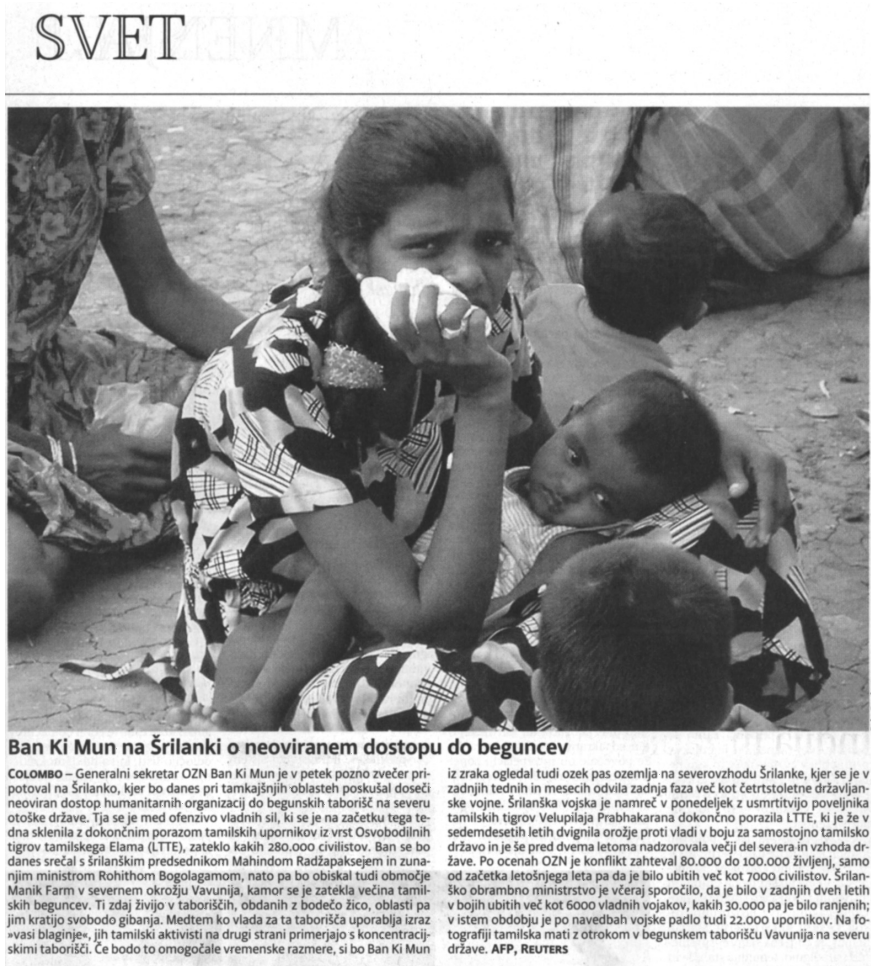 SVET
Ban Ki Mun na Šrilanki o neoviranem dostopu do beguncev
COLOMBO – Generalni sekretar OZN Ban Ki Mun je v petek pozno zvečer pri-
potoval na Šrilanko, kjer bo danes pri tamkajšnjih oblasteh poskušal doseči
neoviran dostop humanitarnih organizacij do begunskih taborišč na severu
otoške države. Tja se je med ofenzivo vladnih sil, ki se je na začetku tega te-
dna sklenila z dokončnim porazom tamilskih upornikov iz vrst Osvobodilnih
tigrov tamilskega Elama (LTTE), zateklo kakih 280.000 civilistov. Ban se bo
danes srečal s šrilanškim predsednikom Mahindom Radžapaksejem in zuna-
njim ministrom Rohithom Bogolagamom, nato pa bo obiskal tudi območje
Manik Farm v severnem okrožju Vavunija, kamor se je zatekla večina tamil-
skih beguncev. Ti zdaj živijo v taboriščih, obdanih z bodečo žico, oblasti pa
jim kratijo svobodo gibanja. Medtem ko vlada za ta taborišča uporablja izraz
»vasi blaginje«, jih tamilski aktivisti na drugi strani primerjajo s koncentracij-
skimi taborišči. Če bodo to omogočale vremenske razmere, si bo Ban Ki Mun
iz zraka ogledal tudi ozek pas ozemlja na severovzhodu Šrilanke, kjer se je v
zadnjih tednih in mesecih odvila zadnja faza več kot četrtstoletne državljan-
ske vojne. Šrilanška vojska je namreč v ponedeljek z usmrtitvijo poveljnika
tamilskih tigrov Velupilaja Prabhakarana dokončno porazila LTTE, ki je že v
sedemdesetih letih dvignila orožje proti vladi v boju za samostojno tamilsko
državo in je še pred dvema letoma nadzorovala večji del severa in vzhoda dr-
žave. Po ocenah OZN je konflikt zahteval 80.000 do 100.000 življenj, samo
od začetka letošnjega leta pa da je bilo ubitih več kot 7000 civilistov. Šrilan-
ško obrambno ministrstvo je včeraj sporočilo, da je bilo v zadnjih dveh letih
v bojih ubitih več kot 6000 vladnih vojakov, kakih 30.000 pa je bilo ranjenih;
v istem obdobju je po navedbah vojske padlo tudi 22.000 upornikov. Na fo-
tografiji tamilska mati z otrokom v begunskem taborišču Vavunija na severu
države. AFP, REUTERS